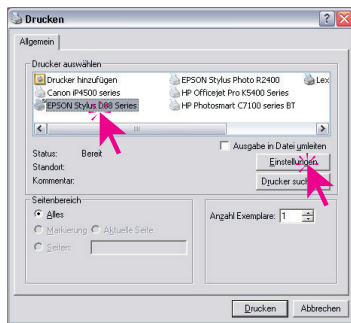 Drucken
Allgemein
Drucker auswählen
Drucker hinzufügen
Canon iP4500 series
EPSON Stylus D88 Series
EPSON Stylus Photo R2400
HP Officejet Pro K5400 Series
HP Photosmart C7100 series BT
Lex
Ausgabe in Datei umleiten
Status: Bereit
Standort:
Kommentar:
Einstellungen
Drucker
Seitenbereich
Alles
Markierung Aktuelle Seite
Seiten:
Anzahl Exemplare: 1
Drucken Abbrechen